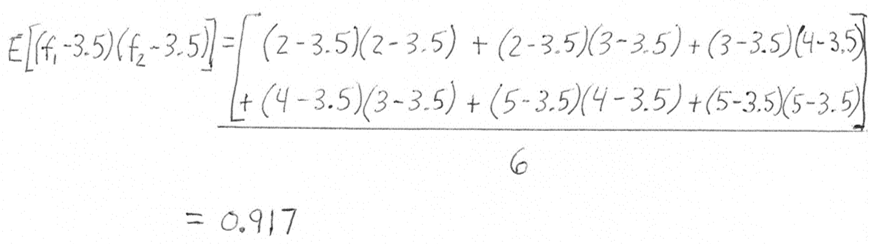 E[(f₁-3.5)(f₂-3.5)] = [(2-3.5)(2-3.5) + (2-3.5)(3-3.5) + (3-3.5)(4-3.5)
+ (4-3.5)(3-3.5) + (5-3.5)(4-3.5) + (5-3.5)(5-3.5)]
6
= 0.917